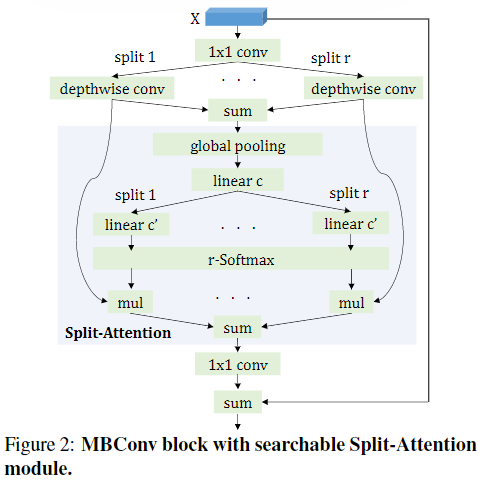 X
1x1 conv
split 1
split r
depthwise conv
. . .
depthwise conv
sum
global pooling
linear c
split 1
split r
linear c'
. . .
linear c'
r-Softmax
mul
. . .
mul
Split-Attention
sum
1x1 conv
sum
Figure 2: MBConv block with searchable Split-Attention
module.